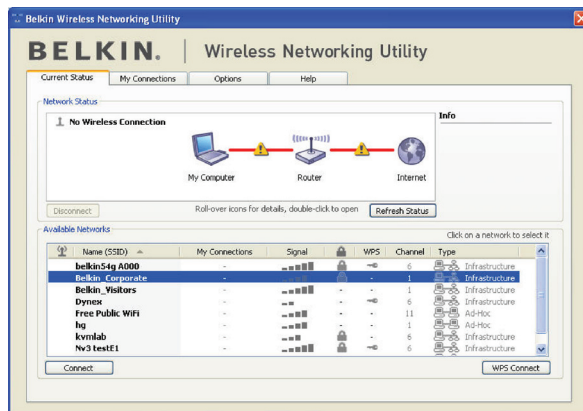 Belkin Wireless Networking Utility
BELKIN. | Wireless Networking Utility
Current Status My Connections Options Help
Network Status
No Wireless Connection
Info
My Computer Router Internet
Disconnect Roll-over icons for details, double-click to open Refresh Status
Available Networks
Click on a network to select it
Name (SSID) My Connections Signal WPS Channel Type
belkin54g A000 - 1 Infrastructure
Belkin_Corporate - - 1 Infrastructure
Belkin_Visitors - - - 1 Infrastructure
Dynex - - 6 Infrastructure
Free Public WiFi - - - 11 Ad-Hoc
hg - - - 1 Ad-Hoc
kvmlab - - 6 Infrastructure
Nv3 testE1 - 6 Infrastructure
Connect WPS Connect